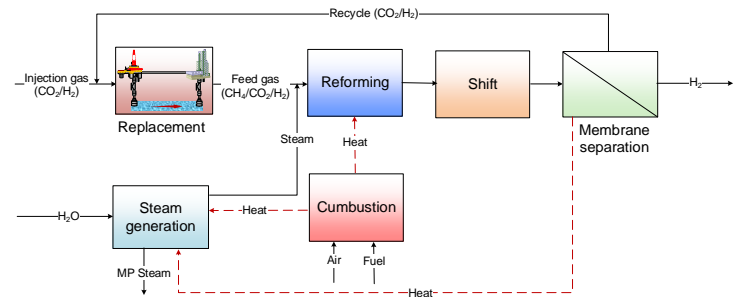 Recycle (CO₂/H₂)
Injection gas
(CO₂/H₂)
Replacement
Feed gas
(CH₄/CO₂/H₂)
Reforming
Shift
H₂
Membrane
separation
Steam
Heat
H₂O
Steam
generation
Heat
Cumbustion
Air
Fuel
MP Steam
Heat